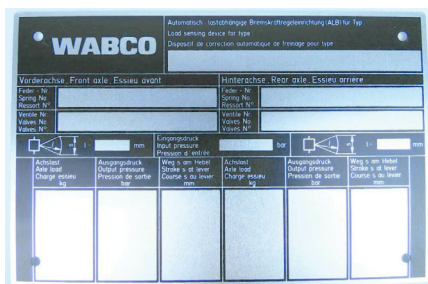 WABCO
Automatisch - lastabhängige Bremskraftregeleinrichtung (ALB) für Typ
Load sensing device for type
Dispositif de correction automatique de freinage pour type
Vorderachse, Front axle, Essieu avant
Feder - Nr.
Spring No
Ressort N°
Ventile Nr.
Valves No.
Valves N°.
Hinterachse, Rear axle, Essieu arrière
Feder - Nr.
Spring No
Ressort N°
Ventile Nr.
Valves No.
Valves N°.
l - mm
Eingangsdruck
Input pressure
Pression d'entrée
bar
l - mm
Achslast
Axle load
Charge essieu
kg
Ausgangsdruck
Output pressure
Pression de sortie
bar
Weg s am Hebel
Stroke s at lever
Course s au levier
mm
Achslast
Axle load
Charge essieu
kg
Ausgangsdruck
Output pressure
Pression de sortie
bar
Weg s am Hebel
Stroke s at lever
Course s au levier
mm